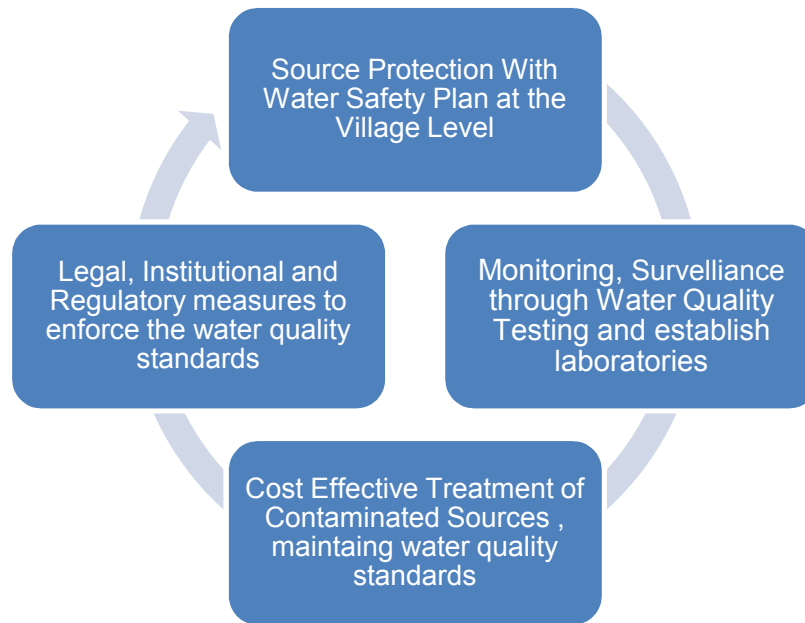 Source Protection With
Water Safety Plan at the
Village Level
Monitoring, Survelliance
through Water Quality
Testing and establish
laboratories
Cost Effective Treatment of
Contaminated Sources ,
maintaing water quality
standards
Legal, Institutional and
Regulatory measures to
enforce the water quality
standards